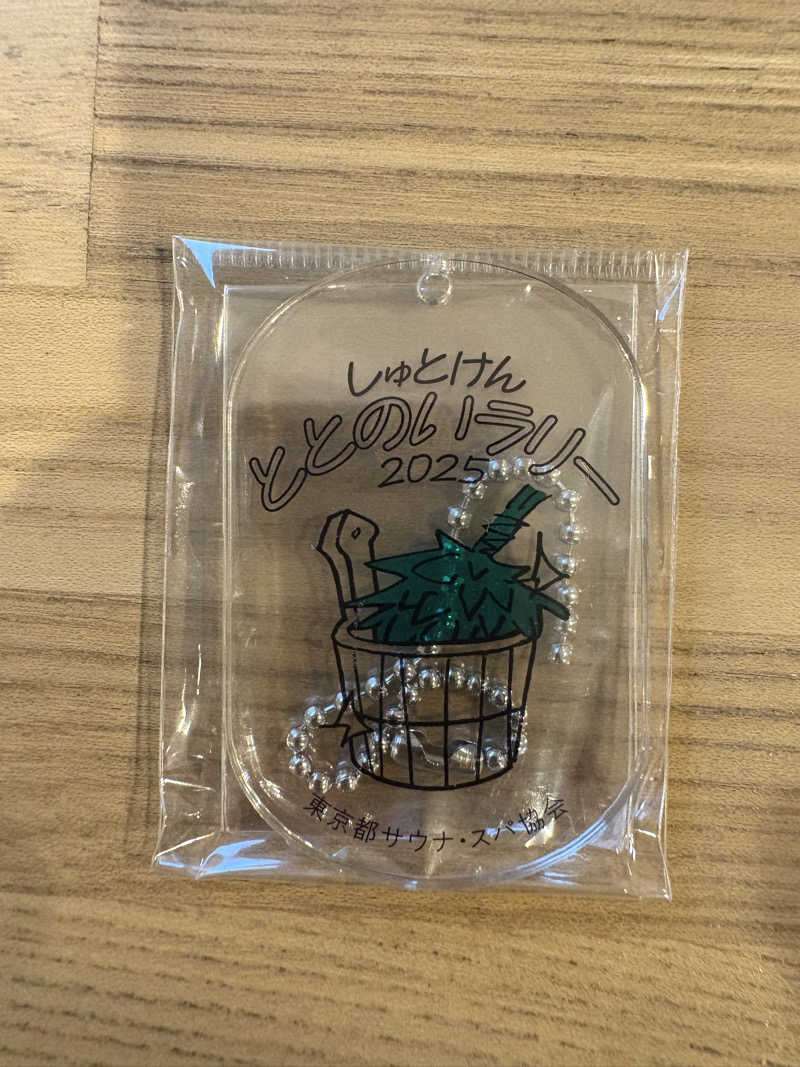 しゅとけん
ととのいラリー
2025
東京都サウナ・スパ協会